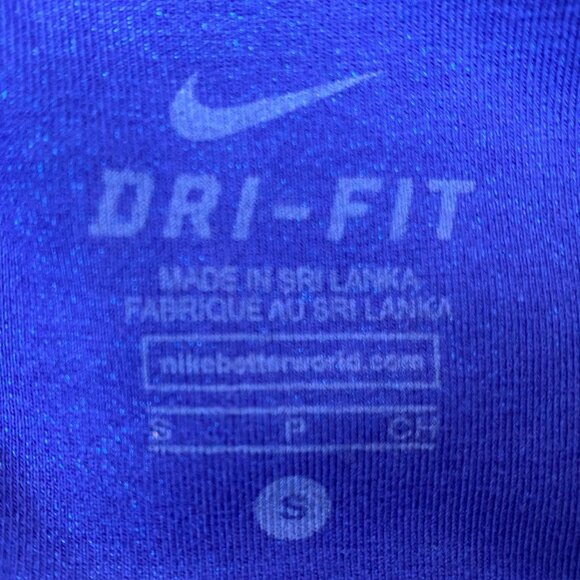 DRI-FIT
MADE IN SRI LANKA
FABRIQUE AU SRI LANKA
nikebetterworld.com
S P CH
S